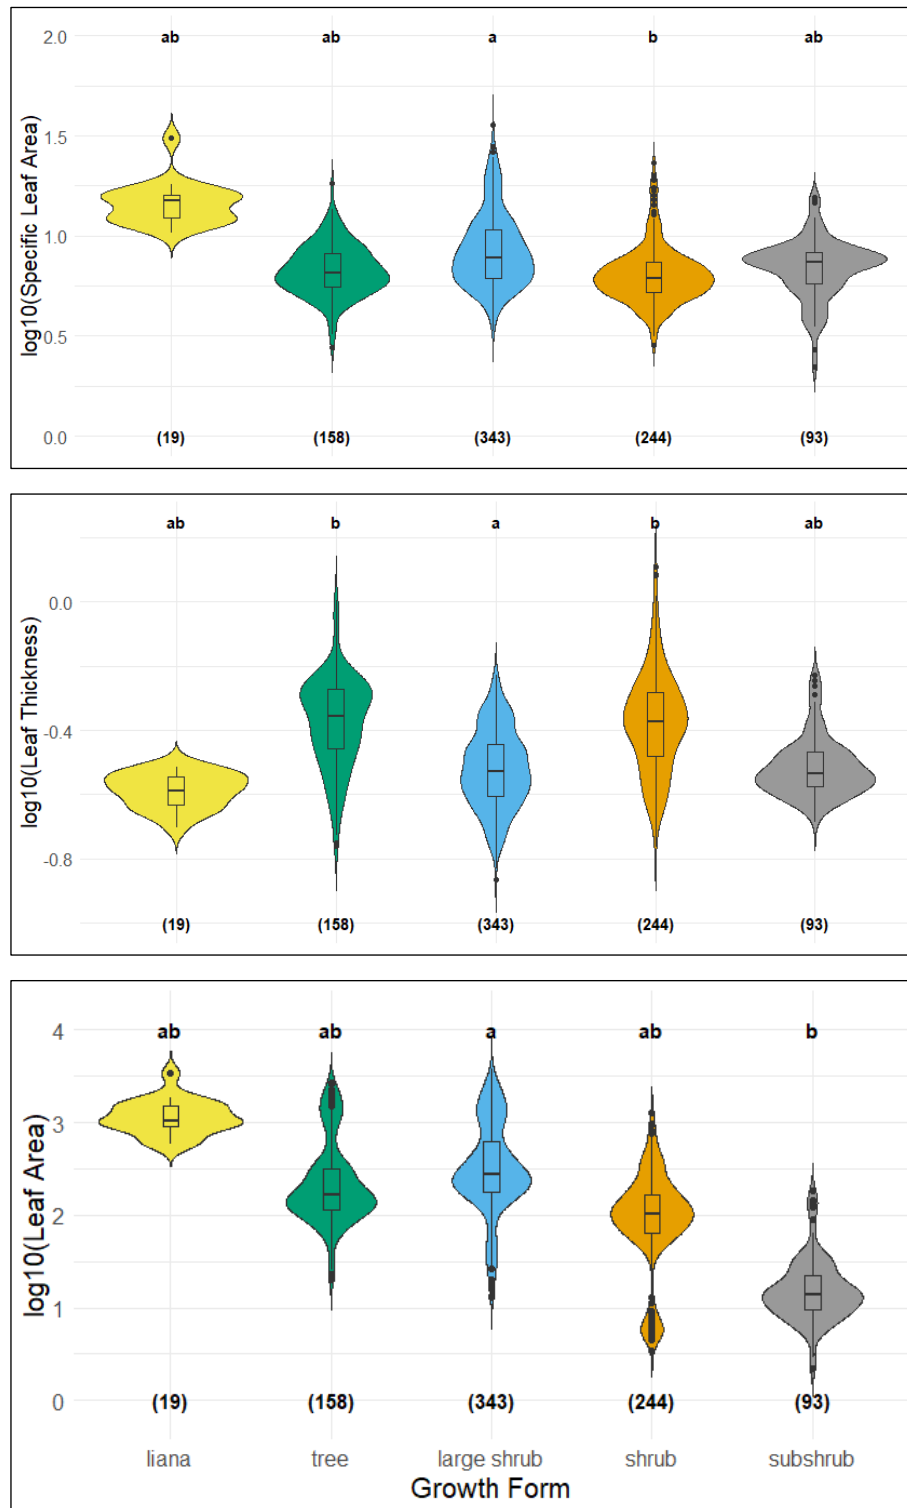 2.0
ab ab a b ab
log10(Specific Leaf Area)
1.5
1.0
0.5
0.0
(19) (158) (343) (244) (93)
ab b a b ab
log10(Leaf Thickness)
0.0
-0.4
-0.8
(19) (158) (343) (244) (93)
4
ab ab a ab b
log10(Leaf Area)
3
2
1
0
(19) (158) (343) (244) (93)
liana tree large shrub shrub subshrub
Growth Form